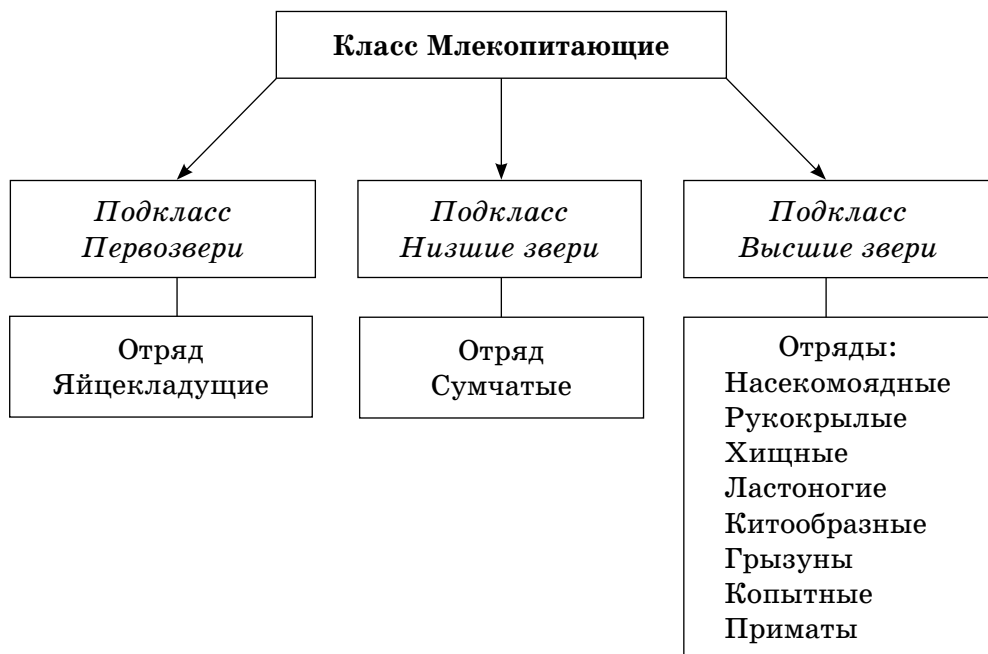 Класс Млекопитающие
Подкласс
Первозвери
Подкласс
Низшие звери
Подкласс
Высшие звери
Отряд
Яйцекладущие
Отряд
Сумчатые
Отряды:
Насекомоядные
Рукокрылые
Хищные
Ластоногие
Китообразные
Грызуны
Копытные
Приматы